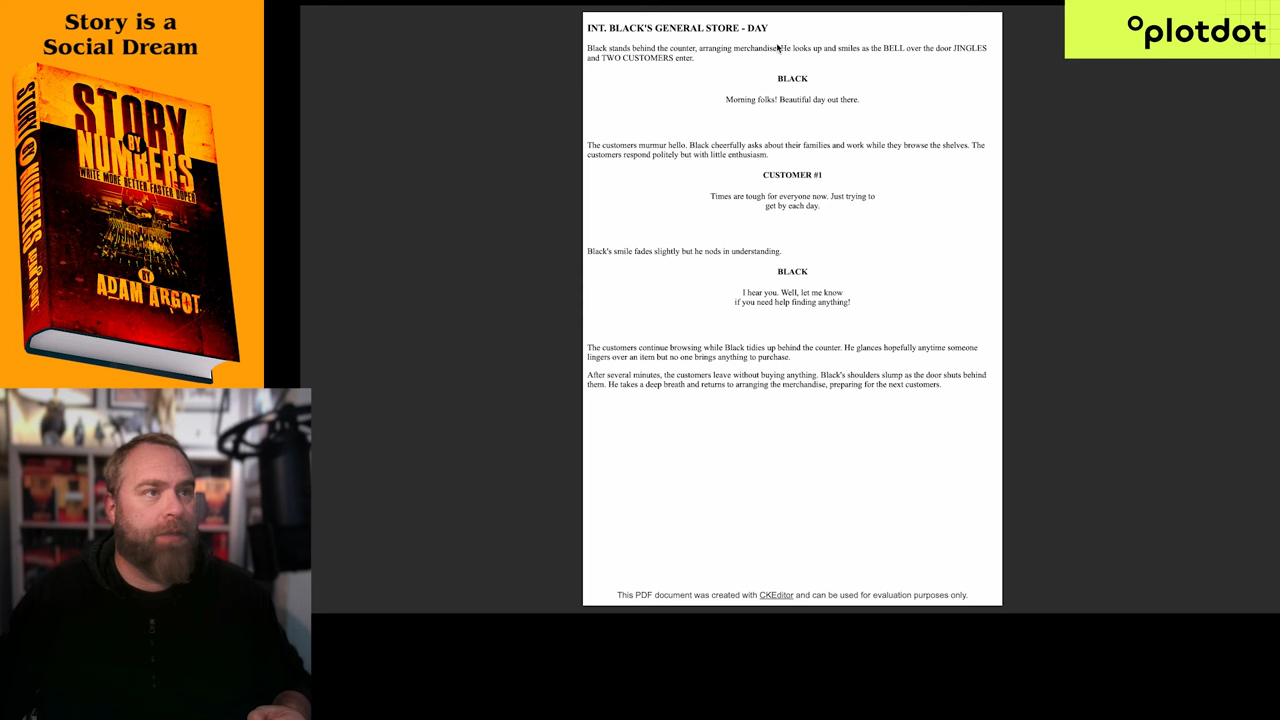 Story is a
Social Dream
STORY
BY
NUMBERS
WRITE MORE BETTER FASTER DOPER
BY
ADAM ARGOT
STORY BY NUMBERS
°plotdot
INT. BLACK'S GENERAL STORE - DAY
Black stands behind the counter, arranging merchandise. He looks up and smiles as the BELL over the door JINGLES
and TWO CUSTOMERS enter.
BLACK
Morning folks! Beautiful day out there.
The customers murmur hello. Black cheerfully asks about their families and work while they browse the shelves. The
customers respond politely but with little enthusiasm.
CUSTOMER #1
Times are tough for everyone now. Just trying to
get by each day.
Black's smile fades slightly but he nods in understanding.
BLACK
I hear you. Well, let me know
if you need help finding anything!
The customers continue browsing while Black tidies up behind the counter. He glances hopefully anytime someone
lingers over an item but no one brings anything to purchase.
After several minutes, the customers leave without buying anything. Black's shoulders slump as the door shuts behind
them. He takes a deep breath and returns to arranging the merchandise, preparing for the next customers.
This PDF document was created with CKEditor and can be used for evaluation purposes only.